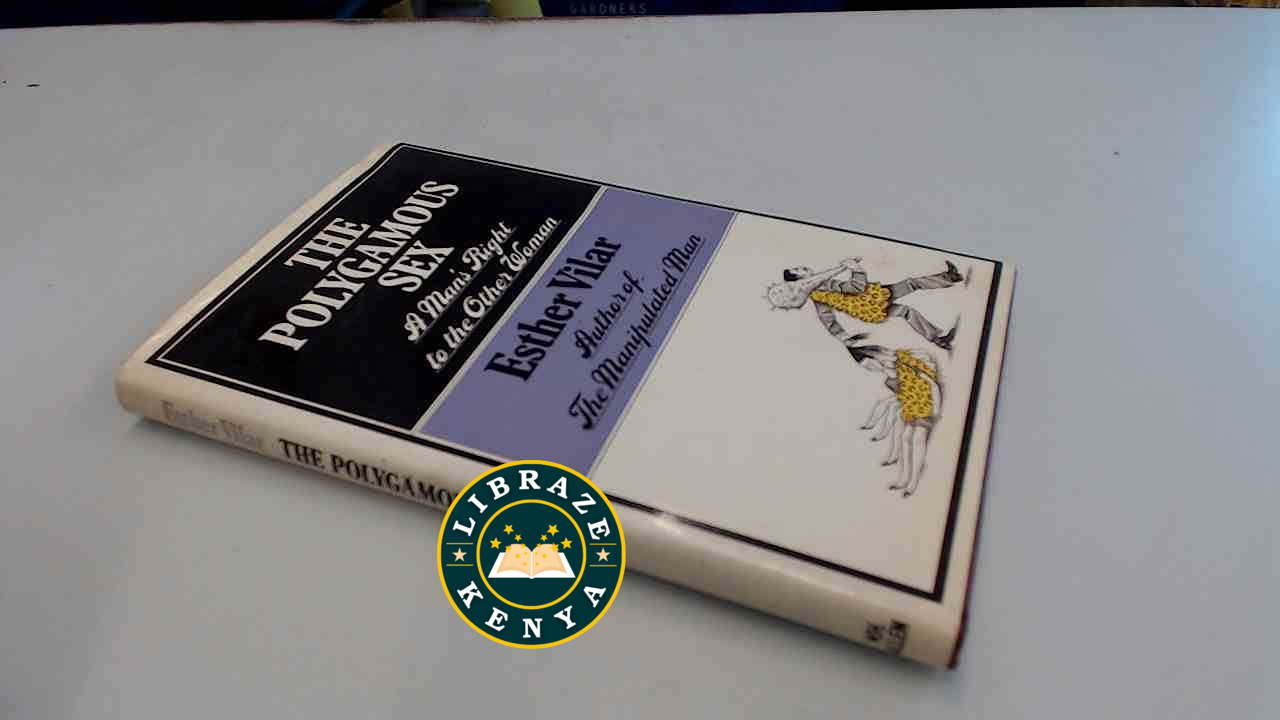 GARDNERS
THE
POLYGAMOUS
SEX
A Man's Right
to the Other Woman
Esther Vilar
Author of
The Manipulated Man
Esther Vilar THE POLYGAMO
W.H.
ALLEN
LIBRAZE
KENYA